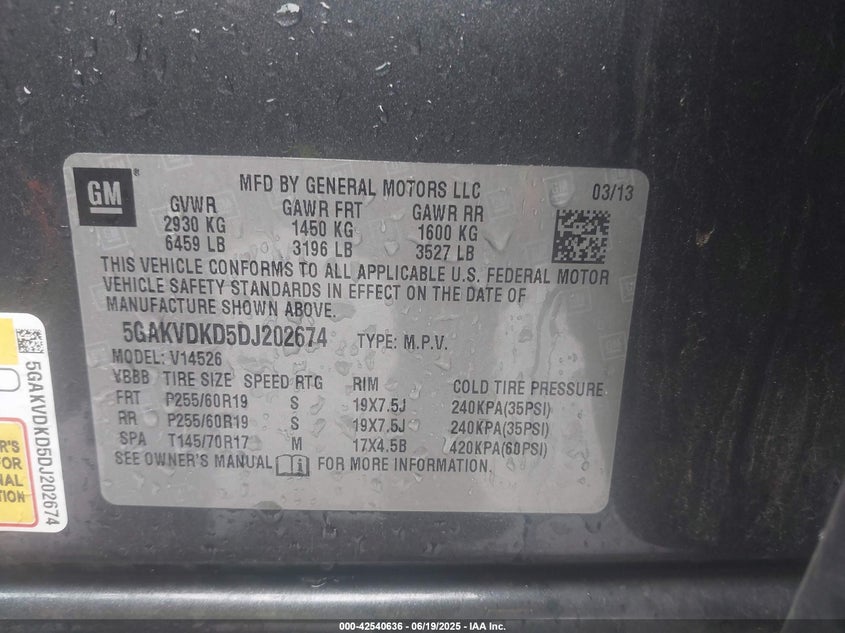 GM
MFD BY GENERAL MOTORS LLC
03/13
GVWR GAWR FRT GAWR RR
2930 KG 1450 KG 1600 KG
6459 LB 3196 LB 3527 LB
THIS VEHICLE CONFORMS TO ALL APPLICABLE U.S. FEDERAL MOTOR
VEHICLE SAFETY STANDARDS IN EFFECT ON THE DATE OF
MANUFACTURE SHOWN ABOVE.
5GAKVDKD5DJ202674 TYPE: M.P.V.
MODEL: V14526
YBBB TIRE SIZE SPEED RTG RIM COLD TIRE PRESSURE
FRT P255/60R19 S 19X7.5J 240KPA(35PSI)
RR P255/60R19 S 19X7.5J 240KPA(35PSI)
SPA T145/70R17 M 17X4.5B 420KPA(60PSI)
SEE OWNER'S MANUAL FOR MORE INFORMATION.
5GAKVDKD5DJ202674
000-42540636 - 06/19/2025 - IAA Inc.